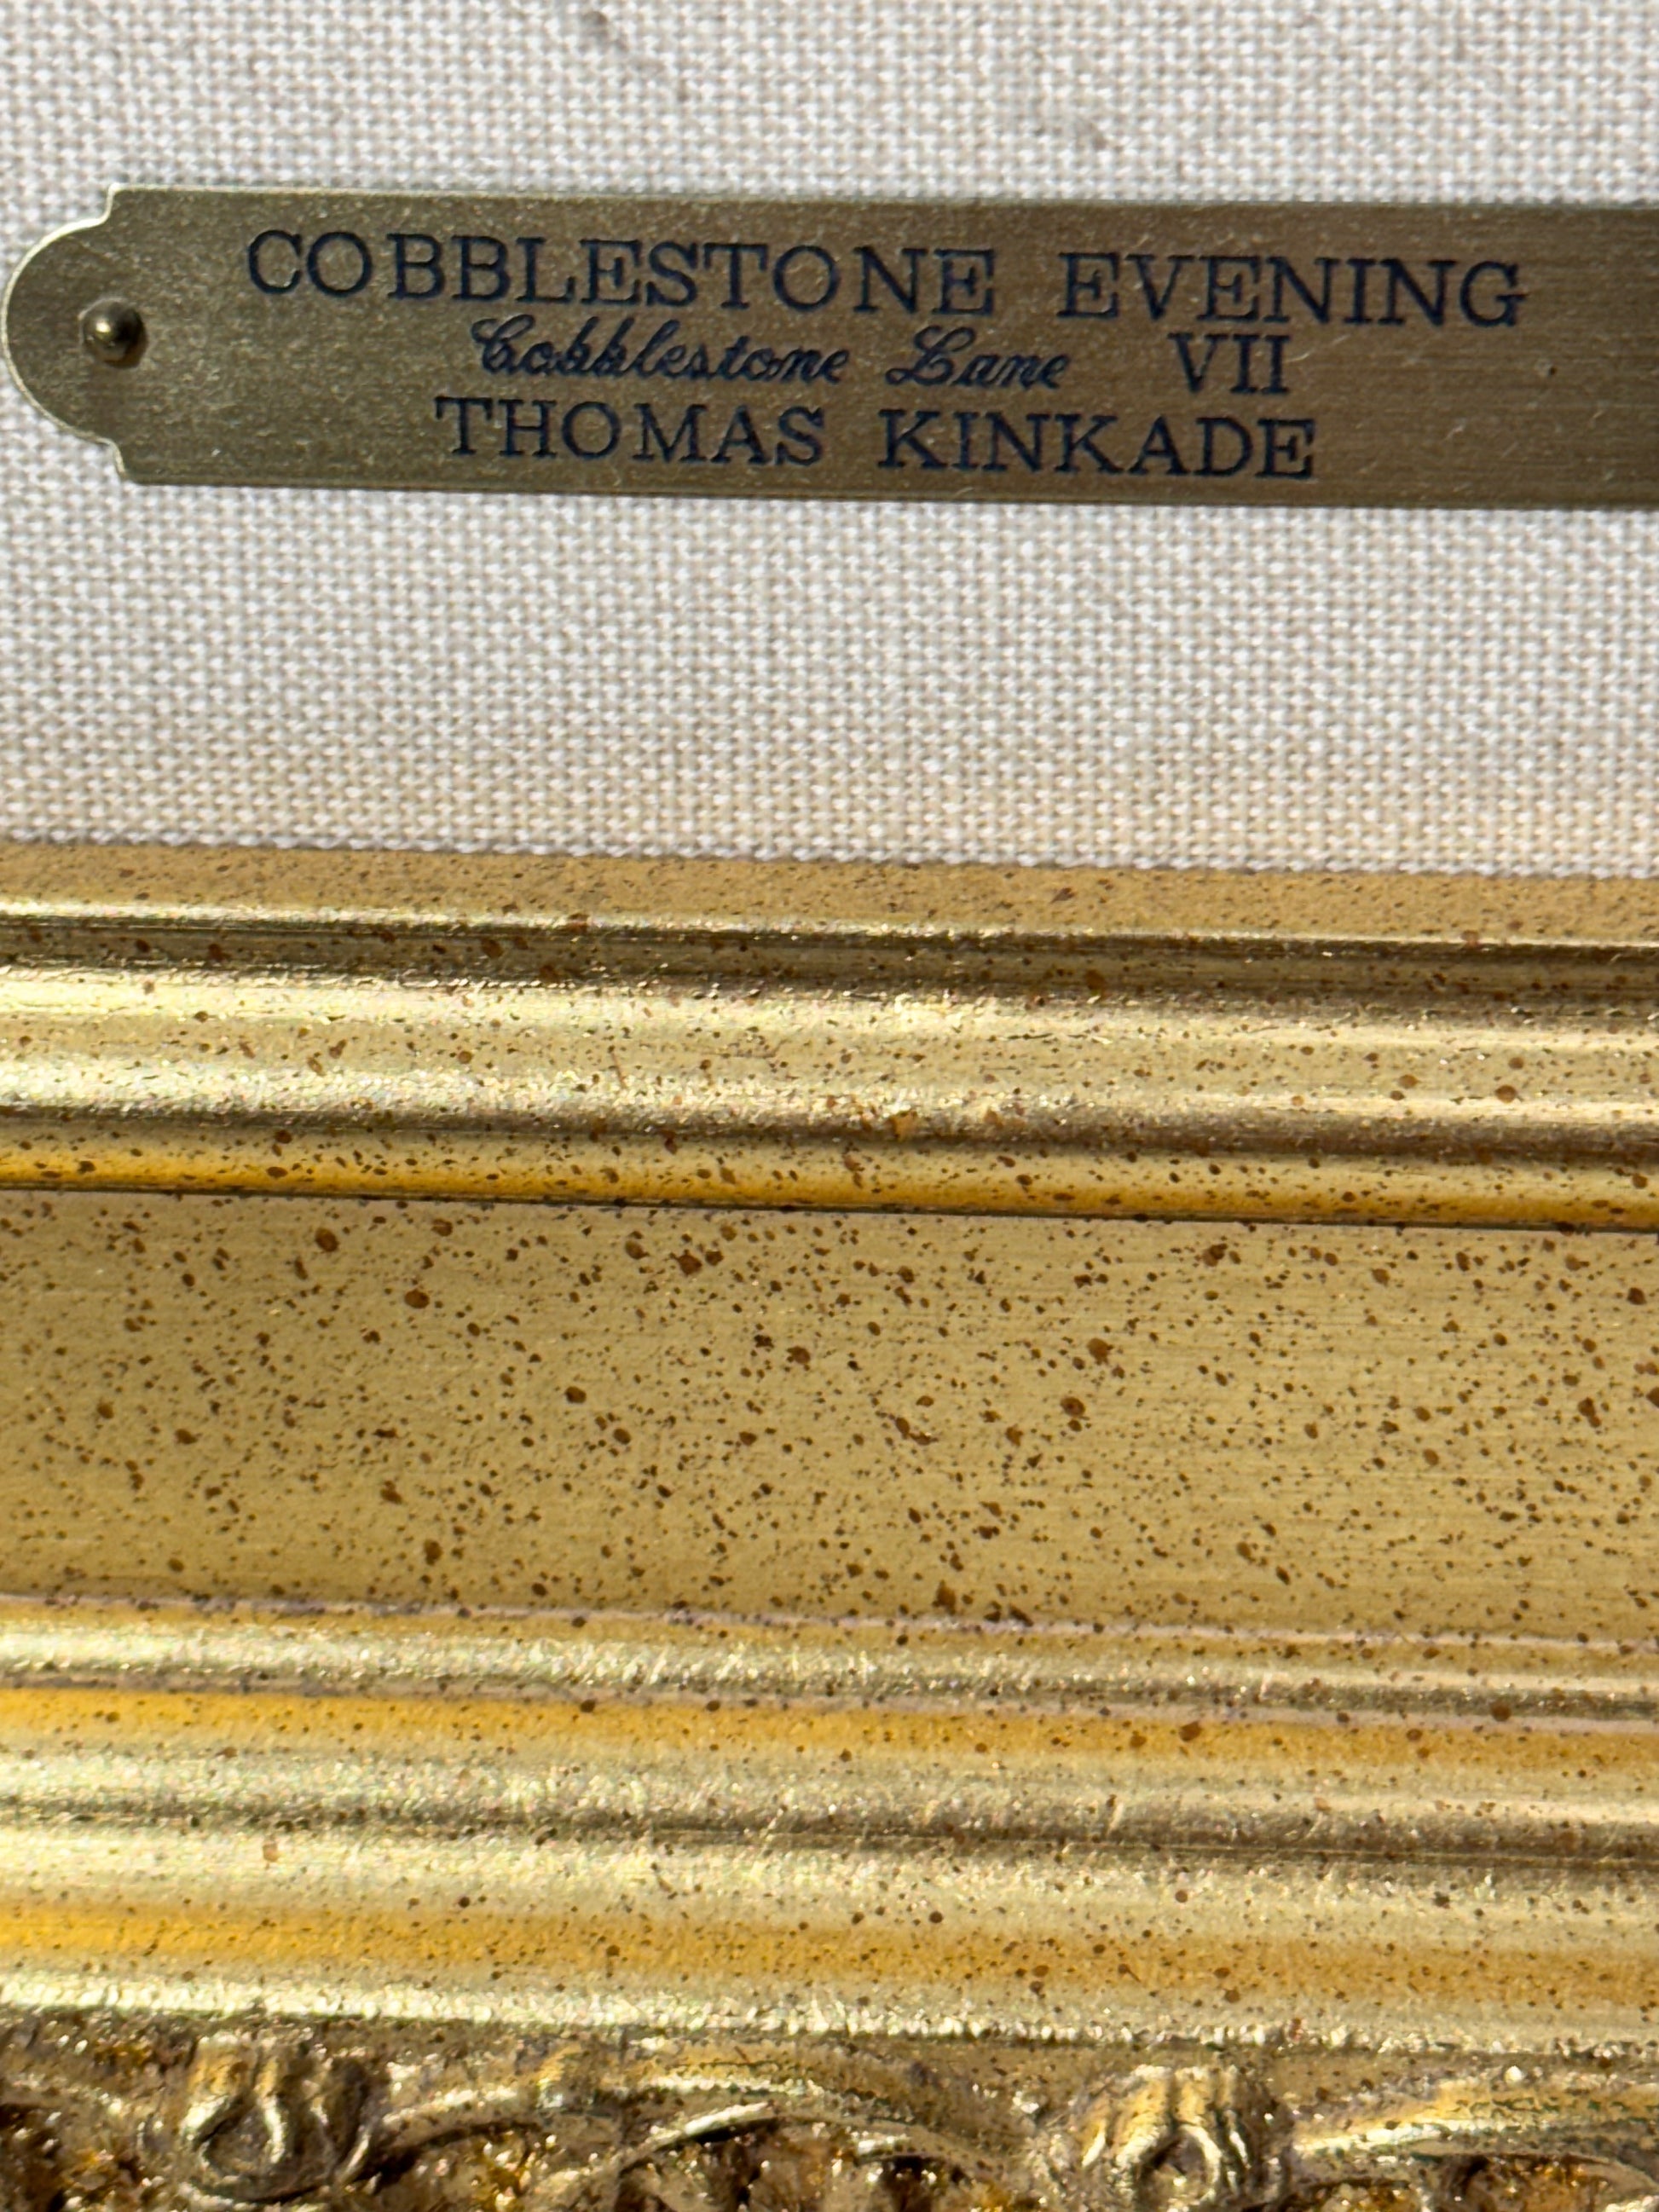 COBBLESTONE EVENING
Cobblestone Lane VII
THOMAS KINKADE